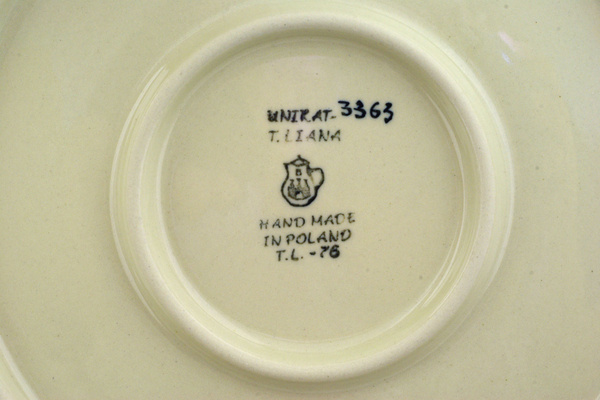 UNIKAT-3363
T. LIANA
B
HAND MADE
IN POLAND
T.L. -76